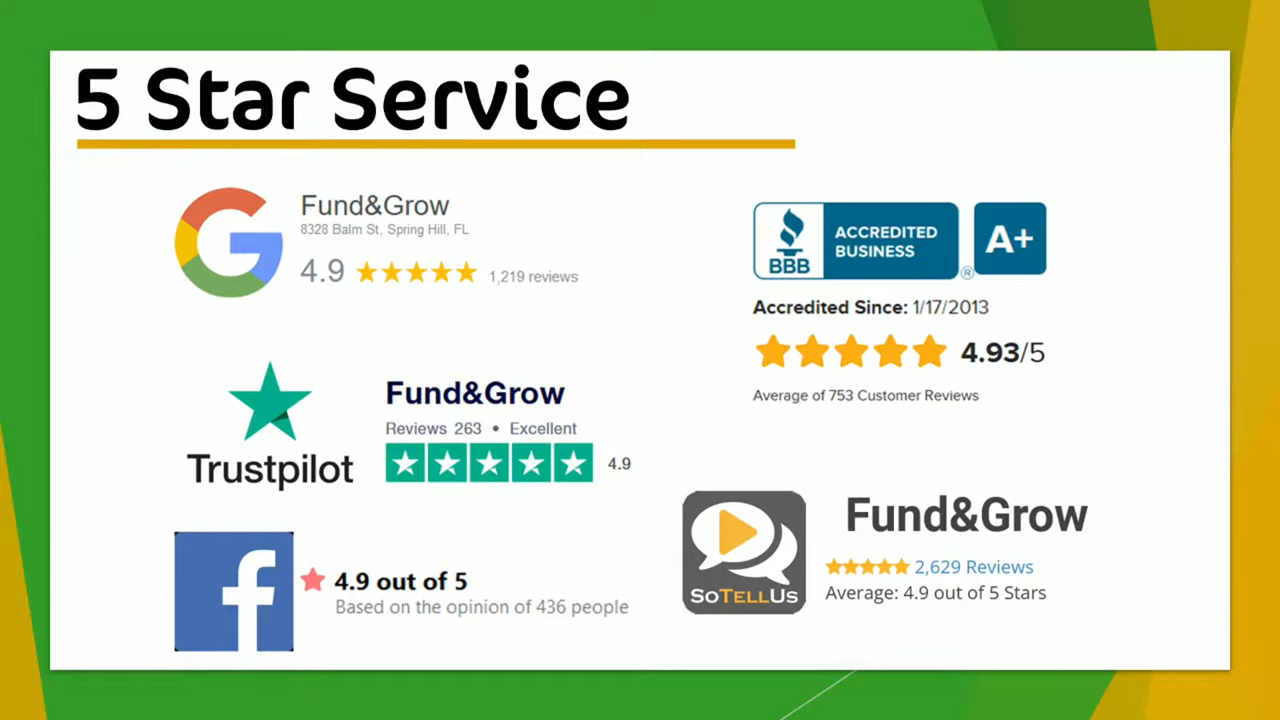 5 Star Service
Fund&Grow
8328 Balm St, Spring Hill, FL
4.9 1,219 reviews
Trustpilot
Fund&Grow
Reviews 263 • Excellent
4.9
4.9 out of 5
Based on the opinion of 436 people
BBB
ACCREDITED
BUSINESS
®
A+
Accredited Since: 1/17/2013
4.93/5
Average of 753 Customer Reviews
SoTellUs
Fund&Grow
2,629 Reviews
Average: 4.9 out of 5 Stars